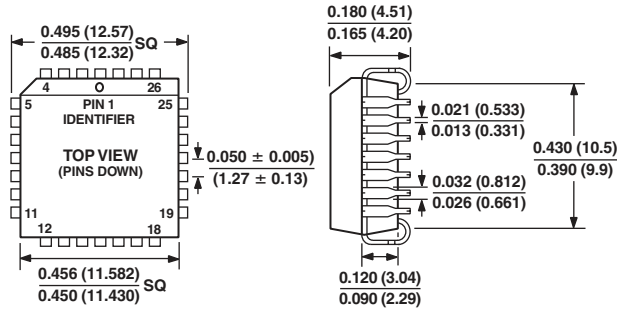 0.495 (12.57)
0.485 (12.32)
SQ
4
O
26
5
PIN 1
25
IDENTIFIER
TOP VIEW
(PINS DOWN)
0.050 ± 0.005)
(1.27 ± 0.13)
11
19
12
18
0.456 (11.582)
0.450 (11.430)
SQ
0.180 (4.51)
0.165 (4.20)
0.021 (0.533)
0.013 (0.331)
0.430 (10.5)
0.390 (9.9)
0.032 (0.812)
0.026 (0.661)
0.120 (3.04)
0.090 (2.29)